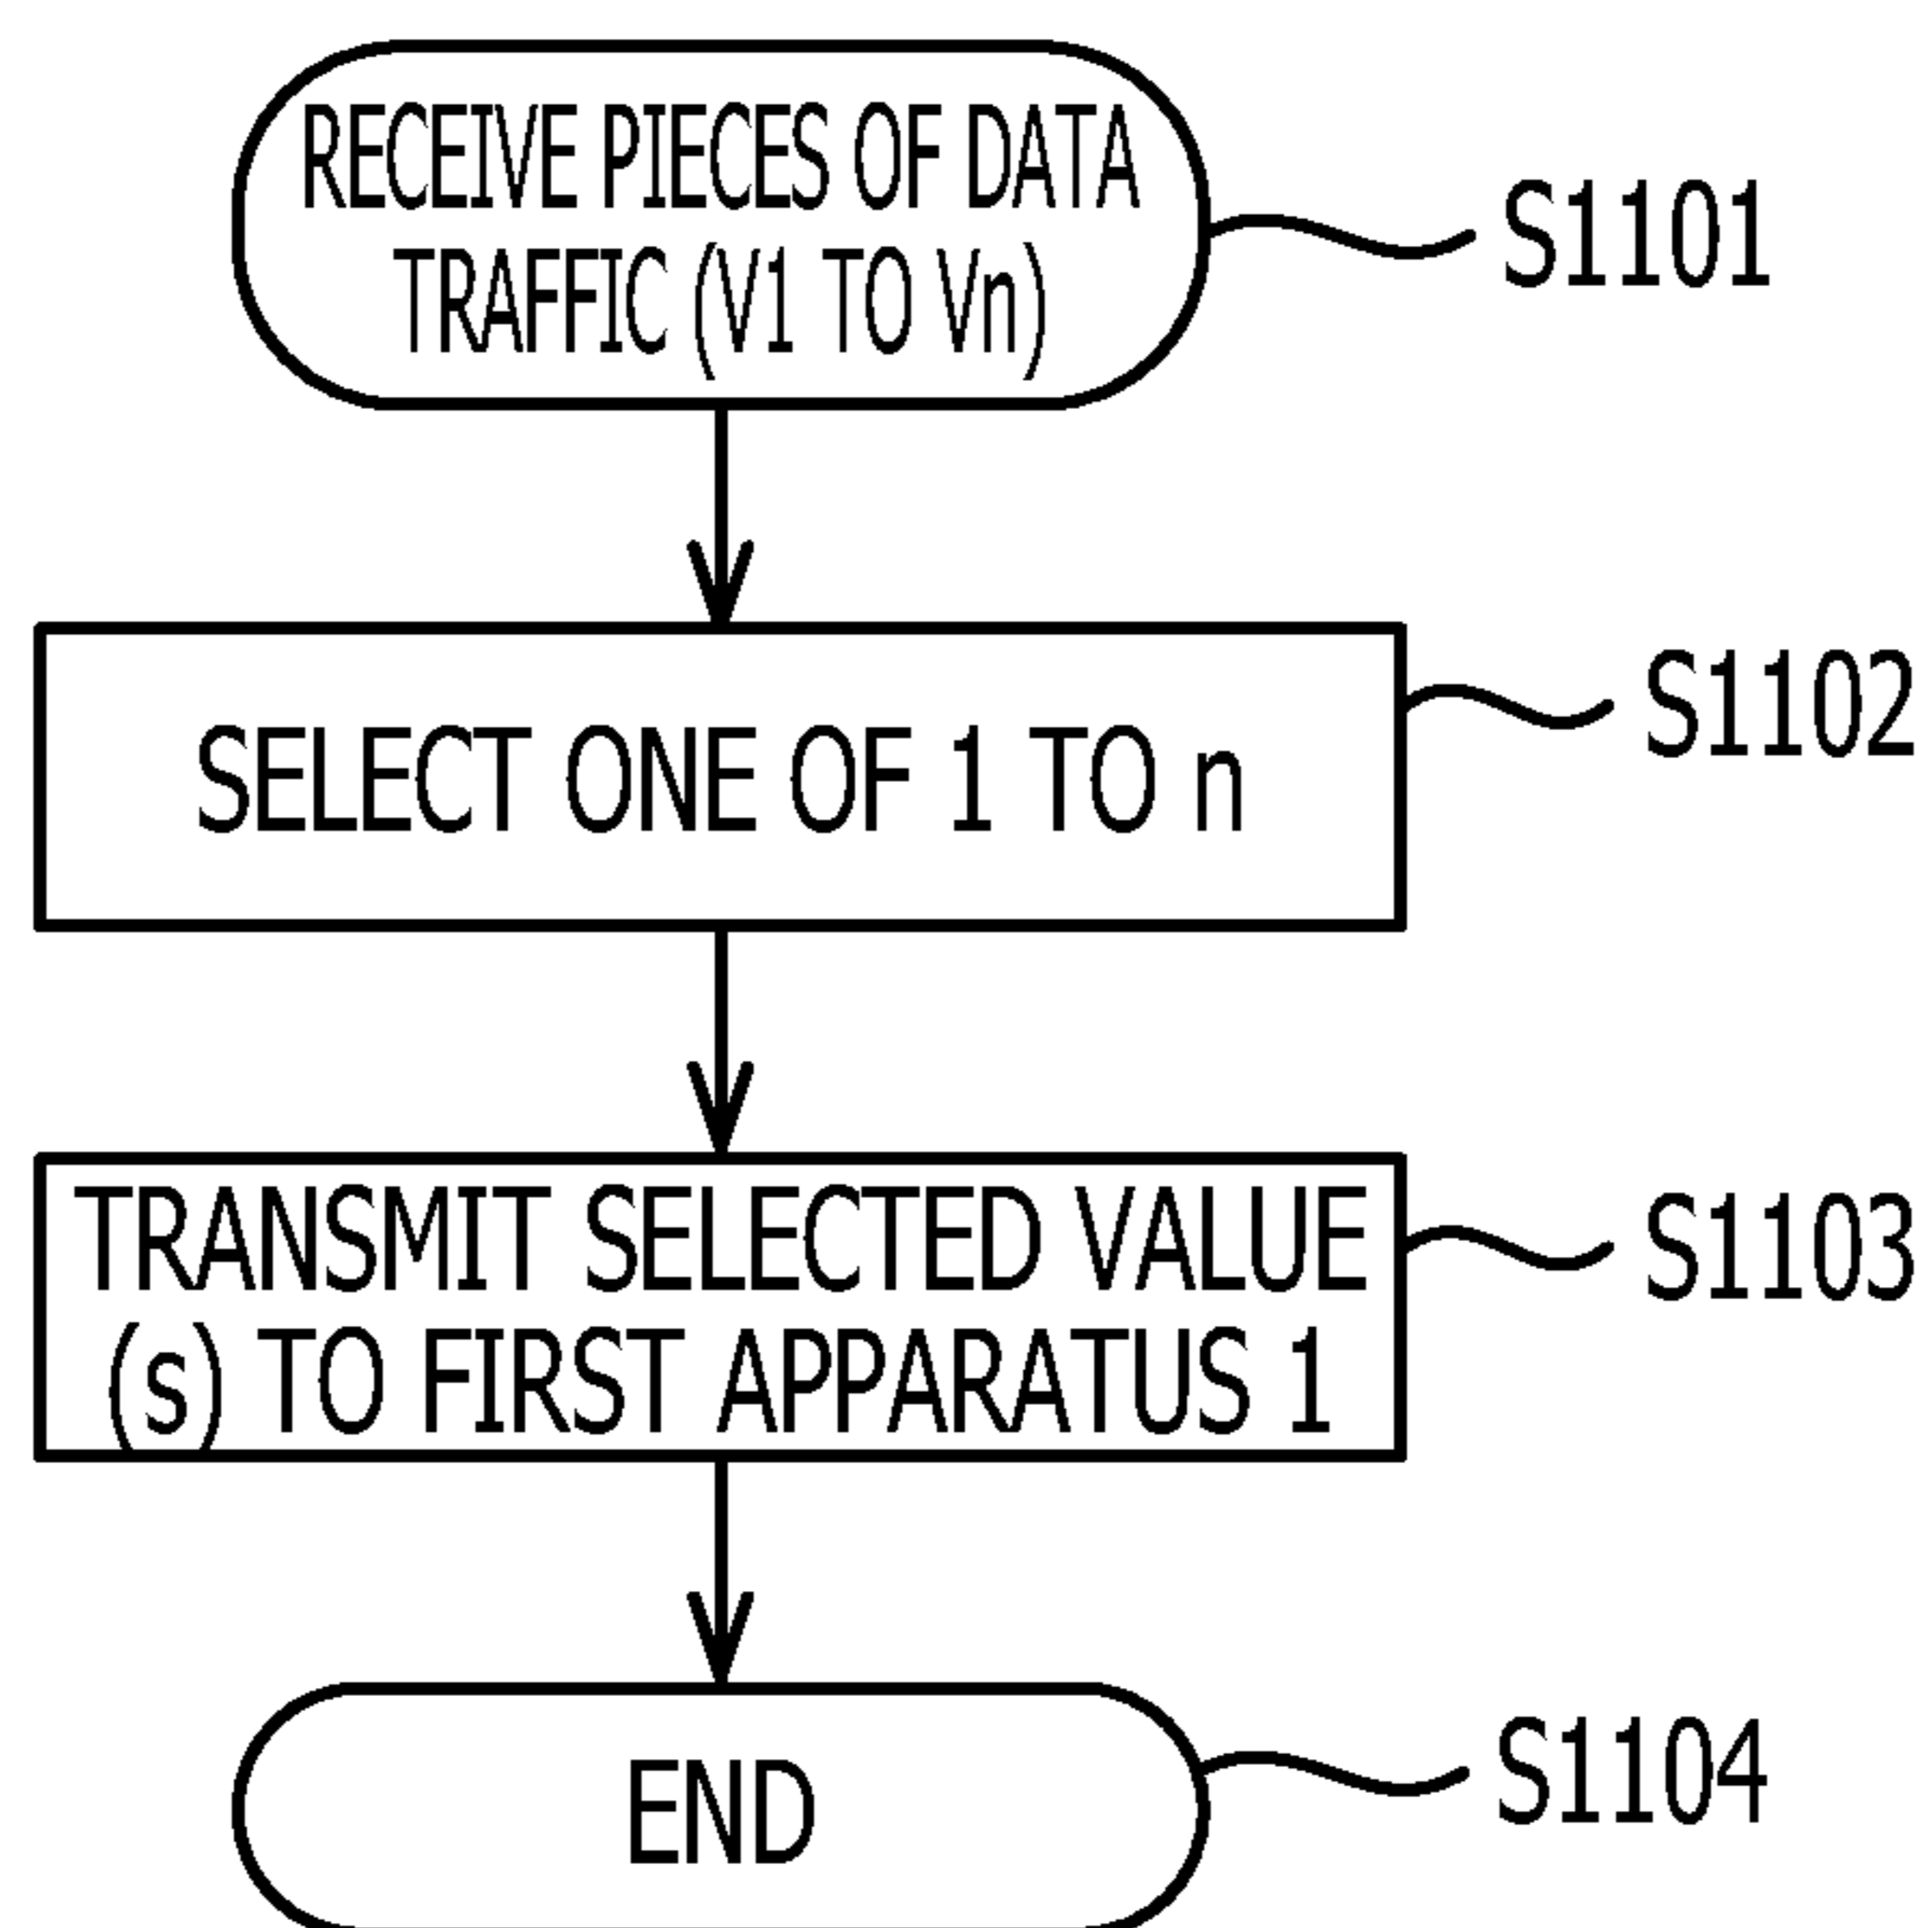 RECEIVE PIECES OF DATA
TRAFFIC (V1 TO Vn)
S1101
SELECT ONE OF 1 TO n
S1102
TRANSMIT SELECTED VALUE
(s) TO FIRST APPARATUS 1
S1103
END
S1104